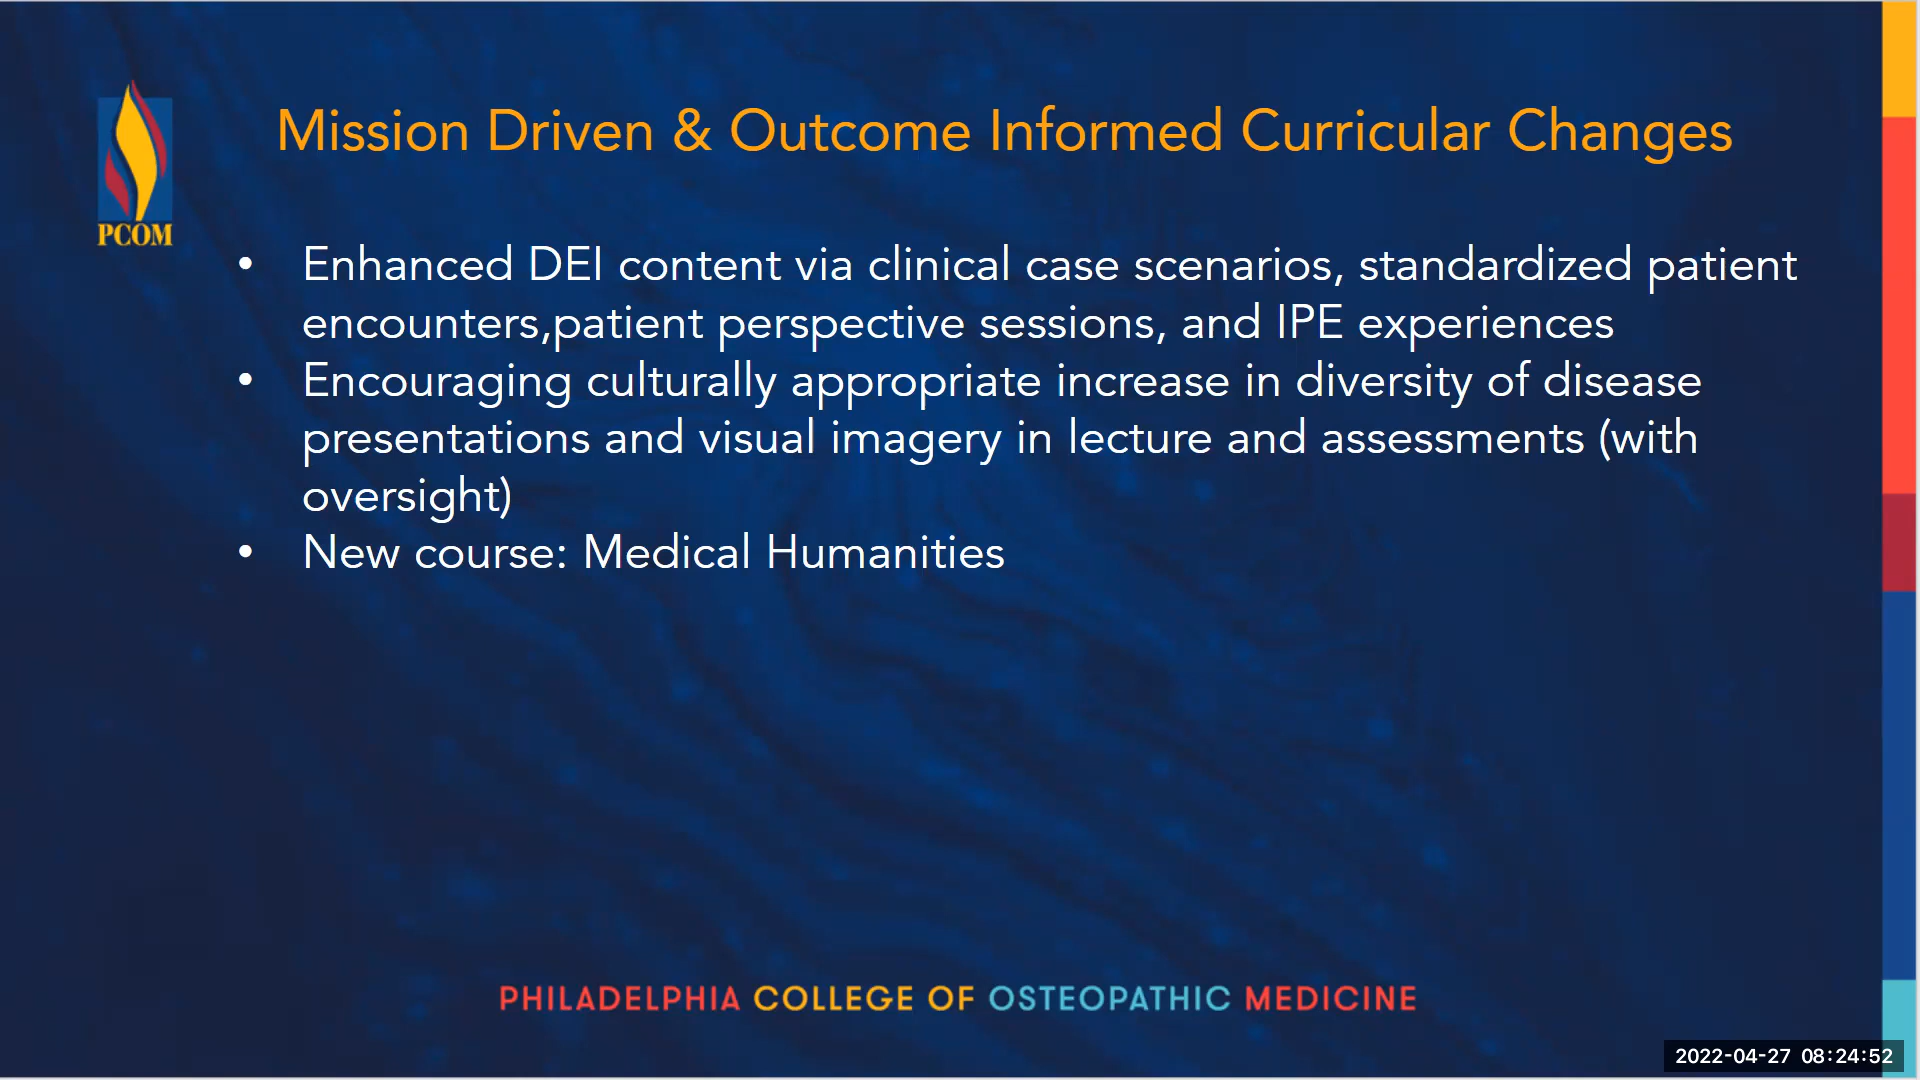 PCOM
Mission Driven & Outcome Informed Curricular Changes
• Enhanced DEI content via clinical case scenarios, standardized patient
encounters,patient perspective sessions, and IPE experiences
• Encouraging culturally appropriate increase in diversity of disease
presentations and visual imagery in lecture and assessments (with
oversight)
• New course: Medical Humanities
PHILADELPHIA COLLEGE OF OSTEOPATHIC MEDICINE
2022-04-27 08:24:52